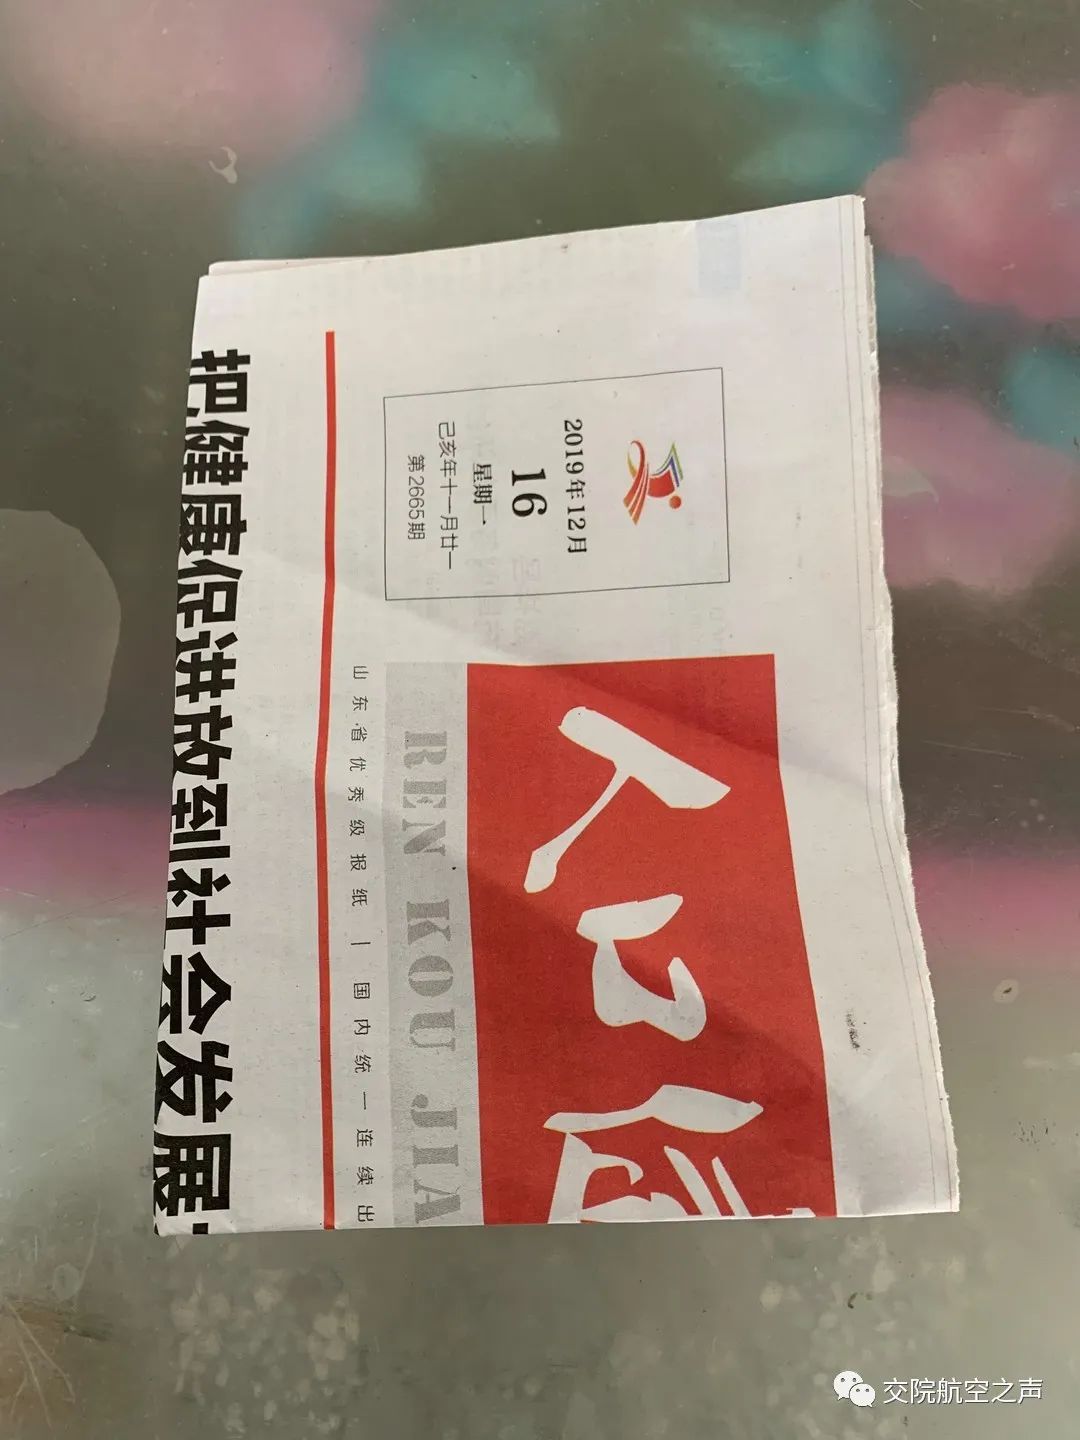 2019年12月
16
星期一
己亥年十一月廿一
第2665期
人口
REN KOU JIA
山东省优秀级报纸 | 国内统一连续出
把健康促进放到社会发展
交院航空之声